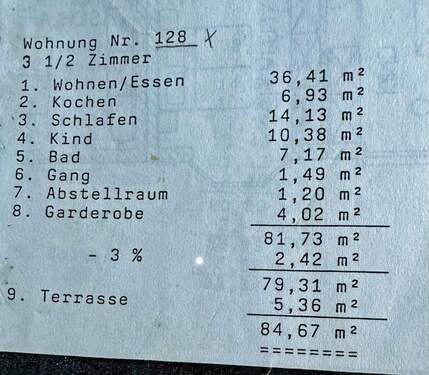 Wohnung Nr. 128 x
3 1/2 Zimmer
1. Wohnen/Essen 36,41 m²
2. Kochen 6,93 m²
3. Schlafen 14,13 m²
4. Kind 10,38 m²
5. Bad 7,17 m²
6. Gang 1,49 m²
7. Abstellraum 1,20 m²
8. Garderobe 4,02 m²
81,73 m²
- 3 % 2,42 m²
79,31 m²
9. Terrasse 5,36 m²
84,67 m²
========